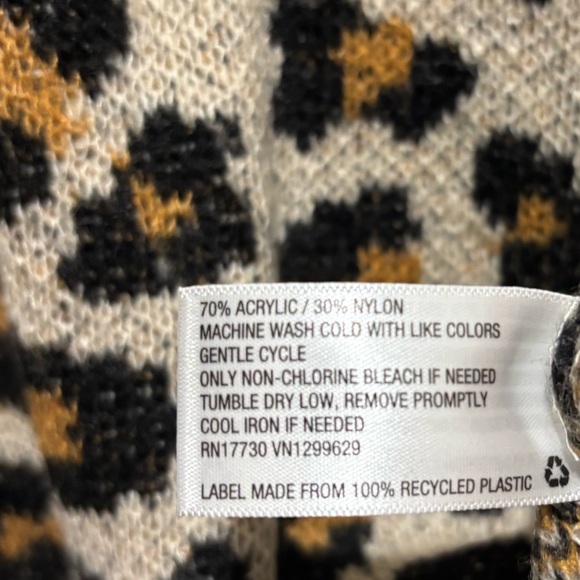 70% ACRYLIC / 30% NYLON
MACHINE WASH COLD WITH LIKE COLORS
GENTLE CYCLE
ONLY NON-CHLORINE BLEACH IF NEEDED
TUMBLE DRY LOW, REMOVE PROMPTLY
COOL IRON IF NEEDED
RN17730 VN1299629
LABEL MADE FROM 100% RECYCLED PLASTIC